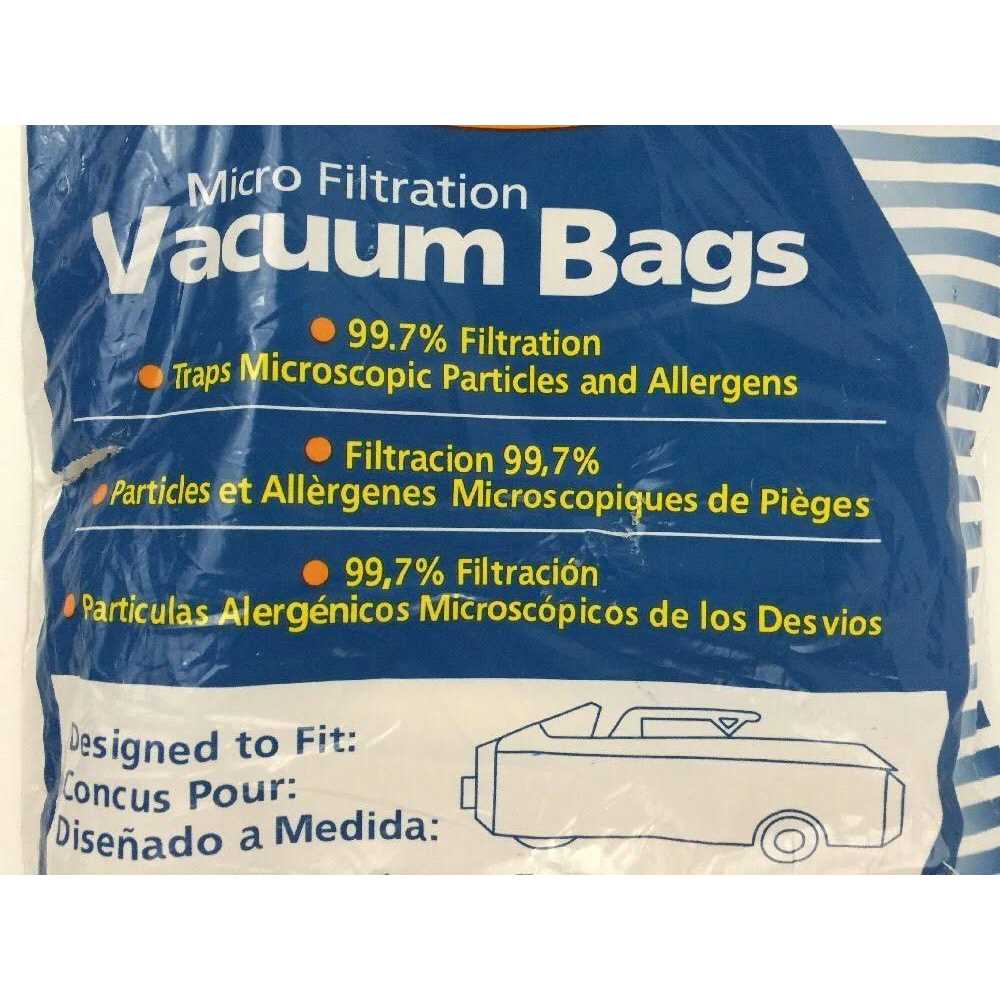 Micro Filtration
Vacuum Bags
99.7% Filtration
Traps Microscopic Particles and Allergens
Filtracion 99,7%
Particles et Allèrgenes Microscopiques de Pièges
99,7% Filtración
Particulas Alergénicos Microscópicos de los Desvios
Designed to Fit:
Concus Pour:
Diseñado a Medida: